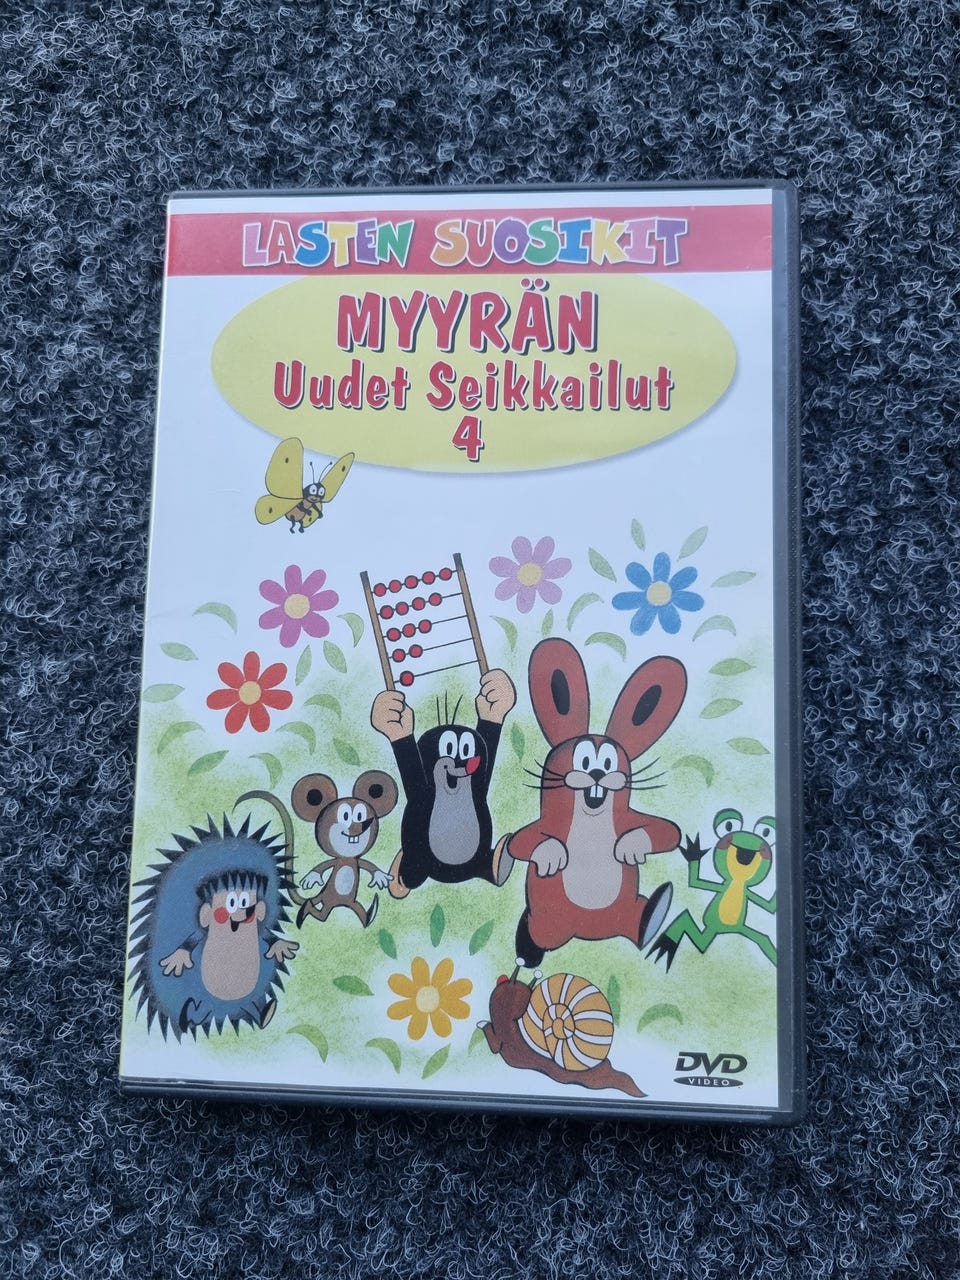 LASTEN SUOSIKIT
MYYRÄN
Uudet Seikkailut
4
DVD
VIDEO